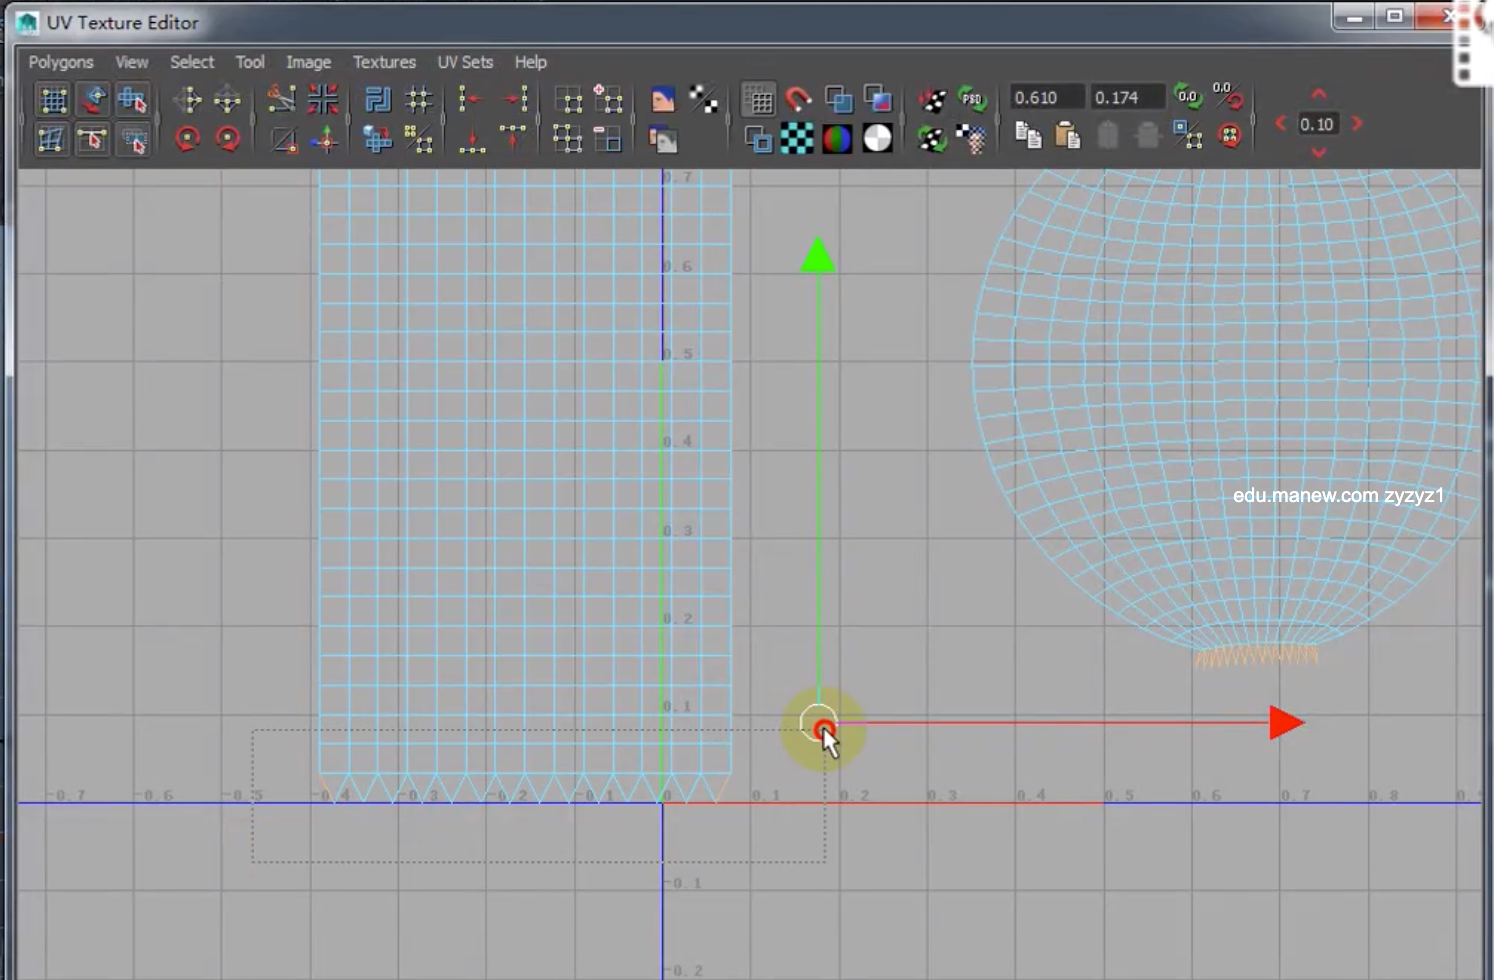 UV Texture Editor
Polygons View Select Tool Image Textures UV Sets Help
PSD 0.610 0.174 0.0 0.0
0.10
0.7
0.6
0.5
0.4
edu.manew.com zyzyz1
0.3
0.2
0.1
-0.7 -0.6 -0.5 -0.4 -0.3 -0.2 -0.1 0 0.1 0.2 0.3 0.4 0.5 0.6 0.7 0.8
-0.1
-0.2